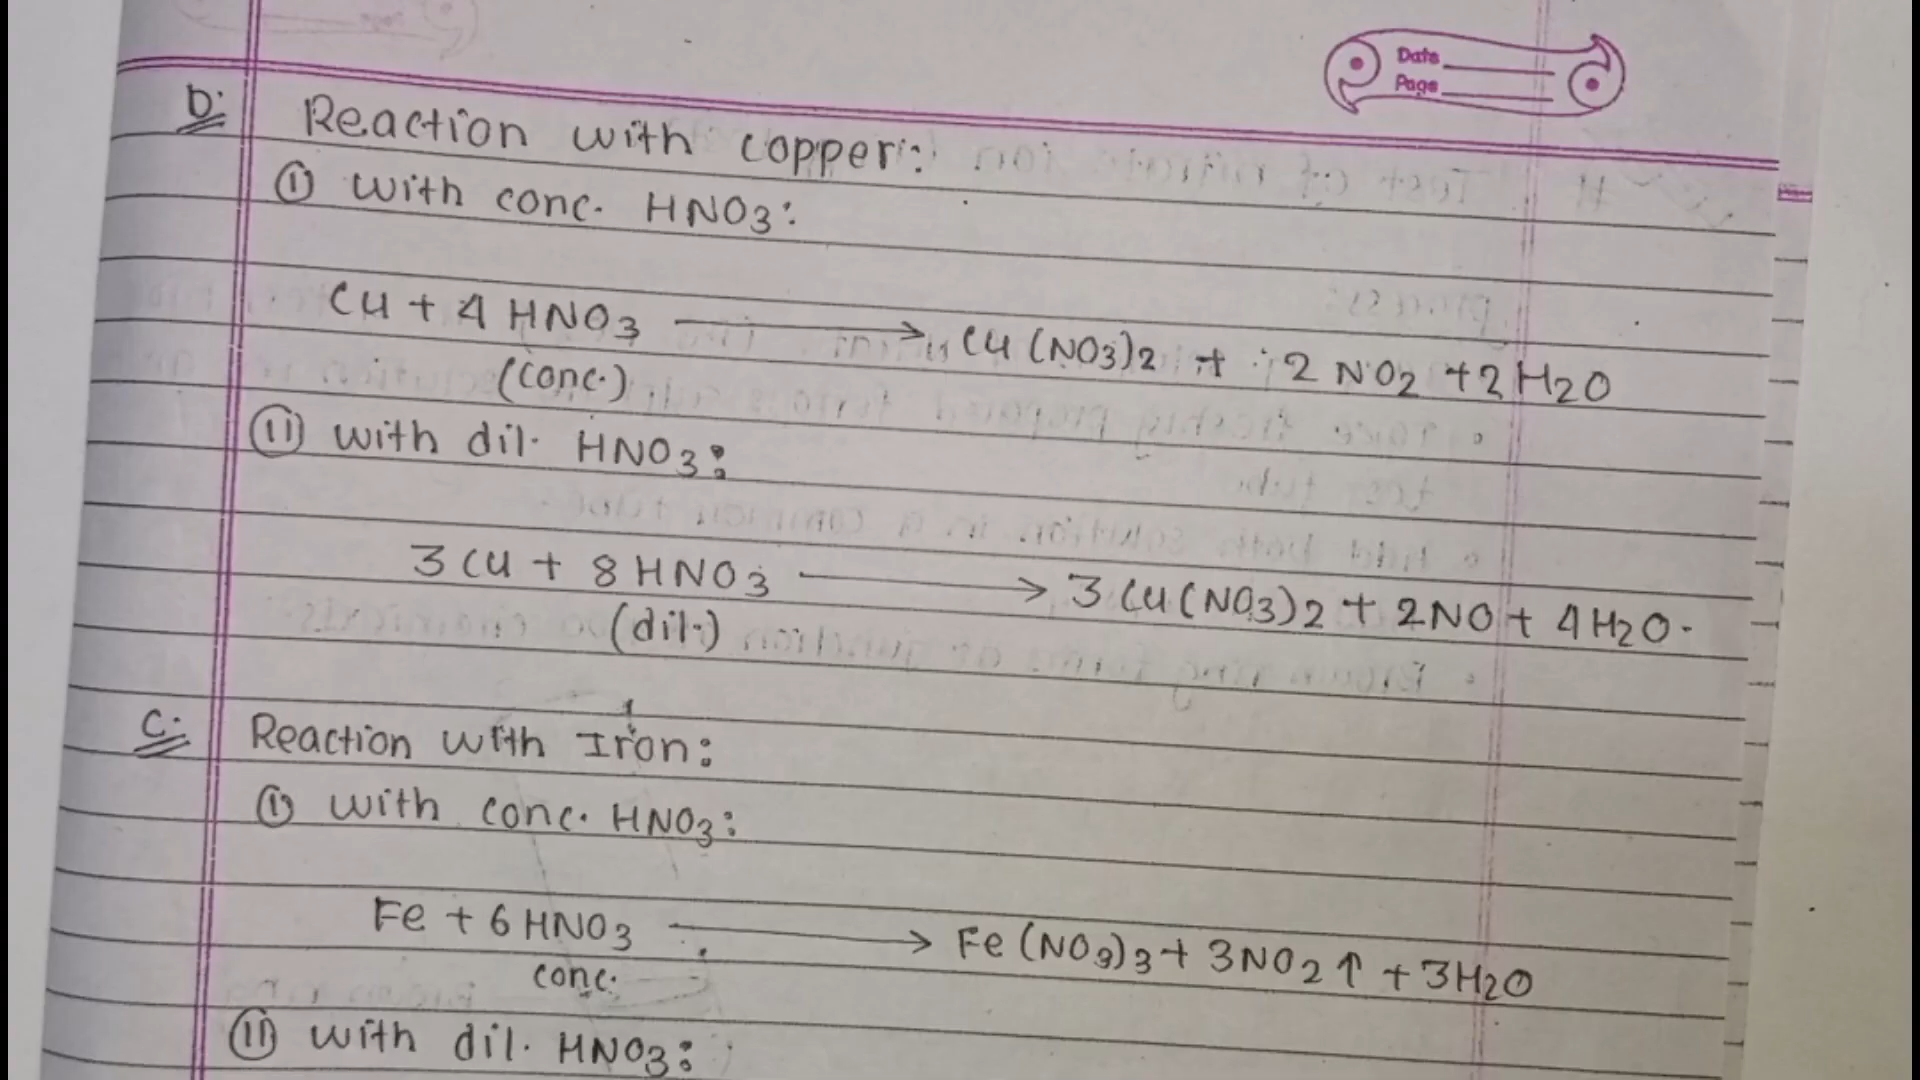 Date
Page
D: Reaction with copper:
(i) with conc. HNO3:
Cu + 4 HNO3 → Cu (NO3)2 + 2 NO2 + 2 H2O
(conc.)
(ii) with dil. HNO3:
3 Cu + 8 HNO3 → 3 Cu (NO3)2 + 2NO + 4 H2O.
(dil.)
C: Reaction with Iron:
(i) with conc. HNO3:
Fe + 6 HNO3 → Fe (NO3)3 + 3NO2 ↑ + 3H2O
conc.
(ii) with dil. HNO3: